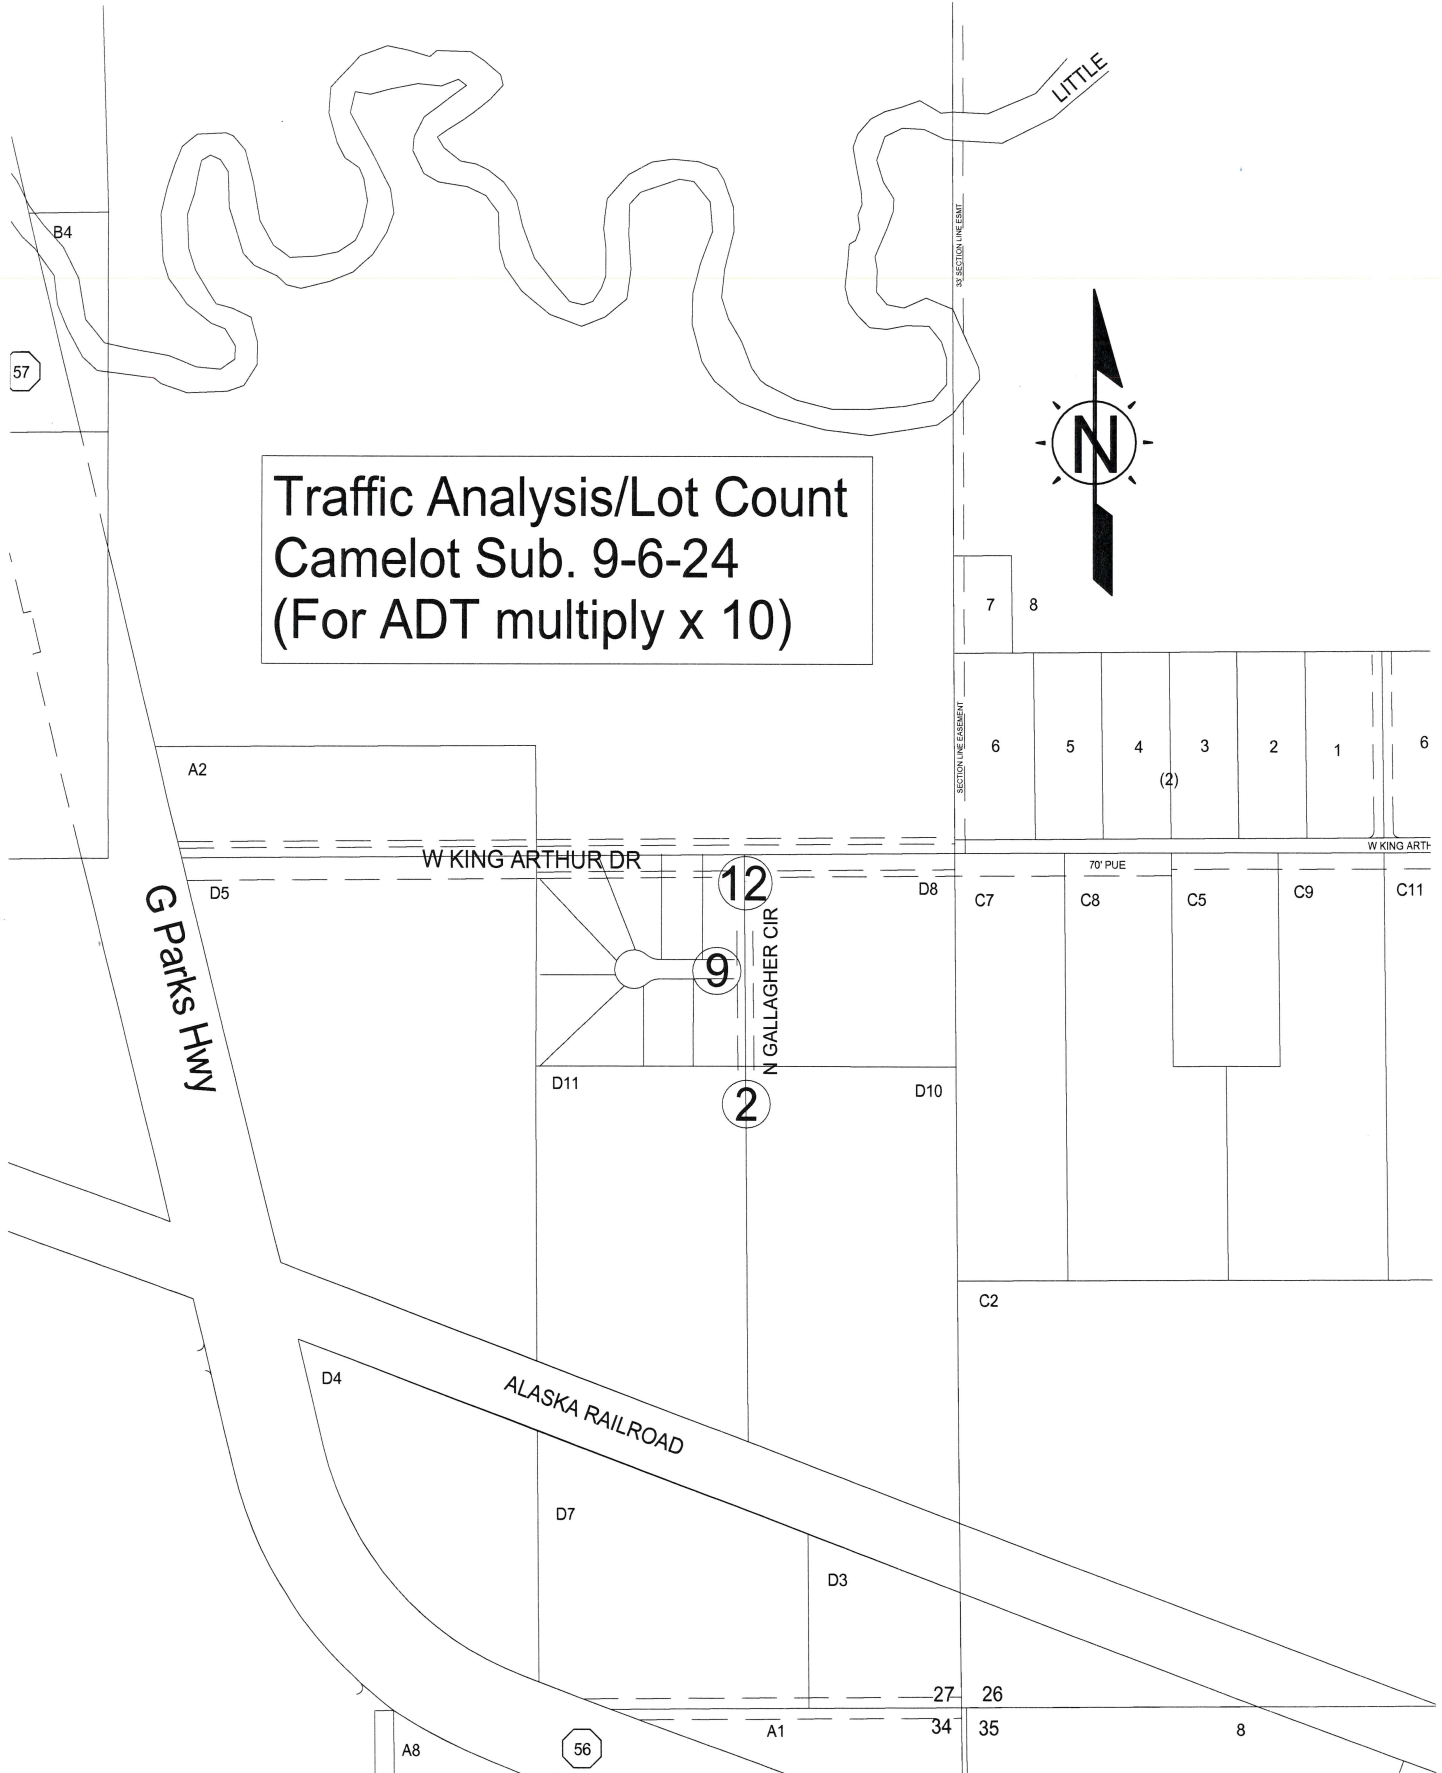 LITTLE
B4
33' SECTION LINE ESMT
57
N
Traffic Analysis/Lot Count
Camelot Sub. 9-6-24
(For ADT multiply x 10)
7
8
SECTION LINE EASEMENT
6
5
4
3
2
1
6
(2)
A2
W KING ARTHUR DR
W KING ARTH
70' PUE
12
D5
D8
C7
C8
C5
C9
C11
G Parks Hwy
9
N GALLAGHER CIR
D11
D10
2
C2
D4
ALASKA RAILROAD
D7
D3
27
26
34
35
A1
8
A8
56